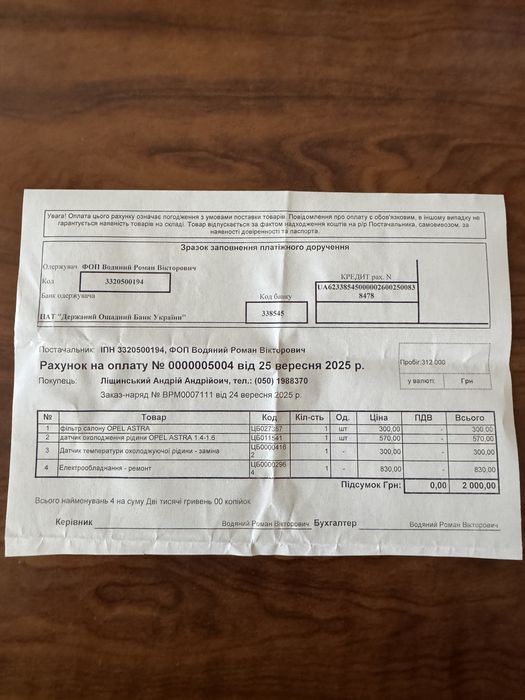 Увага! Оплата цього рахунку означає погодження з умовами поставки товарів. Повідомлення про оплату є обов'язковим, в іншому випадку не
гарантується наявність товарів на складі. Товар відпускається за фактом надходження коштів на р/р Постачальника, самовивозом, за
наявності довіреності та паспорта.
Зразок заповнення платіжного доручення
Одержувач ФОП Водяний Роман Вікторович
Код 3320500194
КРЕДИТ рах. N
Банк одержувача Код банку
UA6233854500000260025008З
8478
ПАТ "Державний Ощадний Банк України" 338545
Постачальник: ІПН 3320500194, ФОП Водяний Роман Вікторович
Рахунок на оплату № 0000005004 від 25 вересня 2025 р.
Пробіг:312.000
Покупець: Ліщинський Андрій Андрійоич, тел.: (050) 1988370
у валюті: Грн
Заказ-наряд № ВРМ0007111 від 24 вересня 2025 р.
№ Товар Код Кіл-сть Од. Ціна ПДВ Всього
1 фільтр салону OPEL ASTRA ЦБ027357 1 шт 300,00 - 300,00
2 датчик охолодження рідини OPEL ASTRA 1.4-1.6 ЦБ011541 1 шт 570,00 - 570,00
3 Датчик температури охолоджуючої рідини - заміна ЦБ0000416 1 - 300,00 - 300,00
2
4 Електрообладнання - ремонт ЦБ0000296 1 - 830,00 - 830,00
4
Підсумок Грн: 0,00 2 000,00
Всього найменувань 4 на суму Дві тисячі гривень 00 копійок
Керівник Водяний Роман Вікторович Бухгалтер Водяний Роман Вікторович